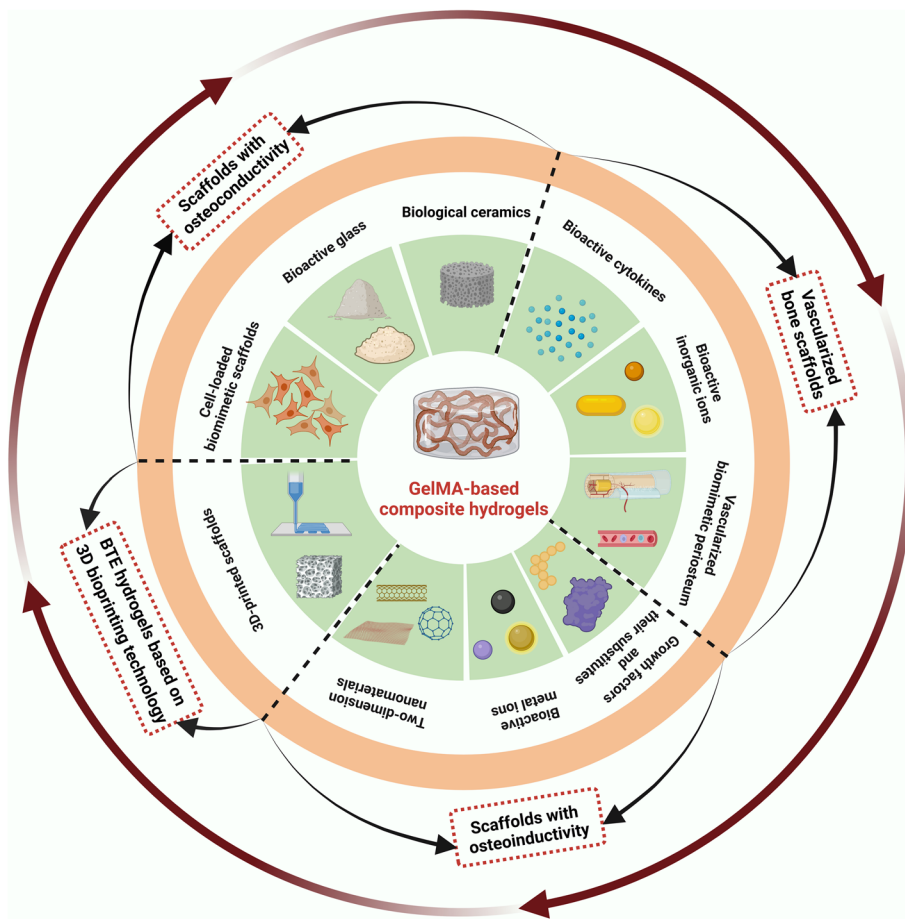 Scaffolds with
osteoconductivity
Biological ceramics
Bioactive glass
Bioactive cytokines
Cell-loaded
biomimetic scaffolds
Bioactive
inorganic ions
Vascularized
bone scaffolds
GelMA-based
composite hydrogels
Vascularized
biomimetic periosteum
3D-printed scaffolds
BTE hydrogels based on
3D bioprinting technology
Two-dimension
nanomaterials
Bioactive
metal ions
Growth factors
and
their substitutes
Scaffolds with
osteoinductivity